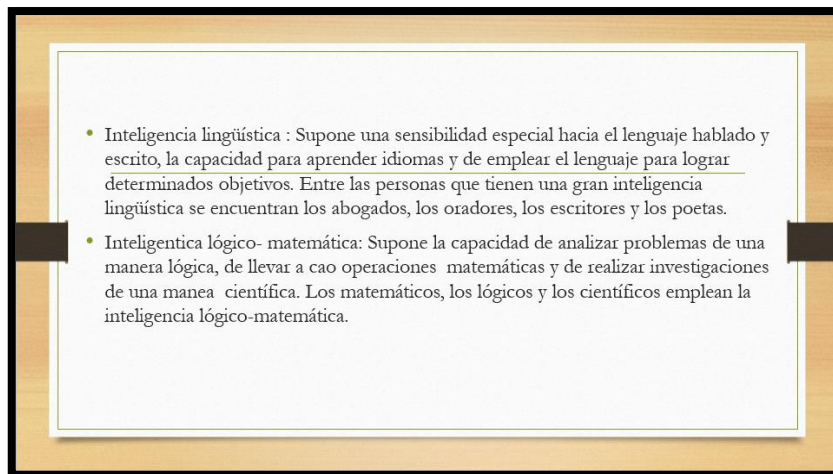 • Inteligencia lingüística : Supone una sensibilidad especial hacia el lenguaje hablado y
escrito, la capacidad para aprender idiomas y de emplear el lenguaje para lograr
determinados objetivos. Entre las personas que tienen una gran inteligencia
lingüística se encuentran los abogados, los oradores, los escritores y los poetas.
• Inteligentica lógico- matemática: Supone la capacidad de analizar problemas de una
manera lógica, de llevar a cao operaciones  matemáticas y de realizar investigaciones
de una manea  científica. Los matemáticos, los lógicos y los científicos emplean la
inteligencia lógico-matemática.